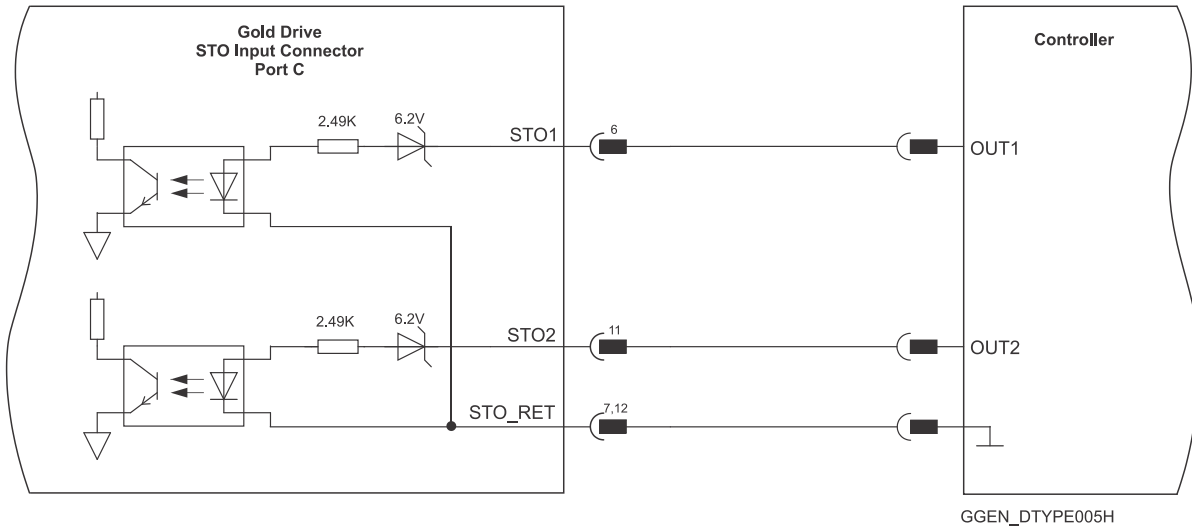 Gold Drive
STO Input Connector
Port C
Controller
2.49K
6.2V
STO1
6
OUT1
2.49K
6.2V
STO2
11
OUT2
STO_RET
7,12
GGEN_DTYPE005H